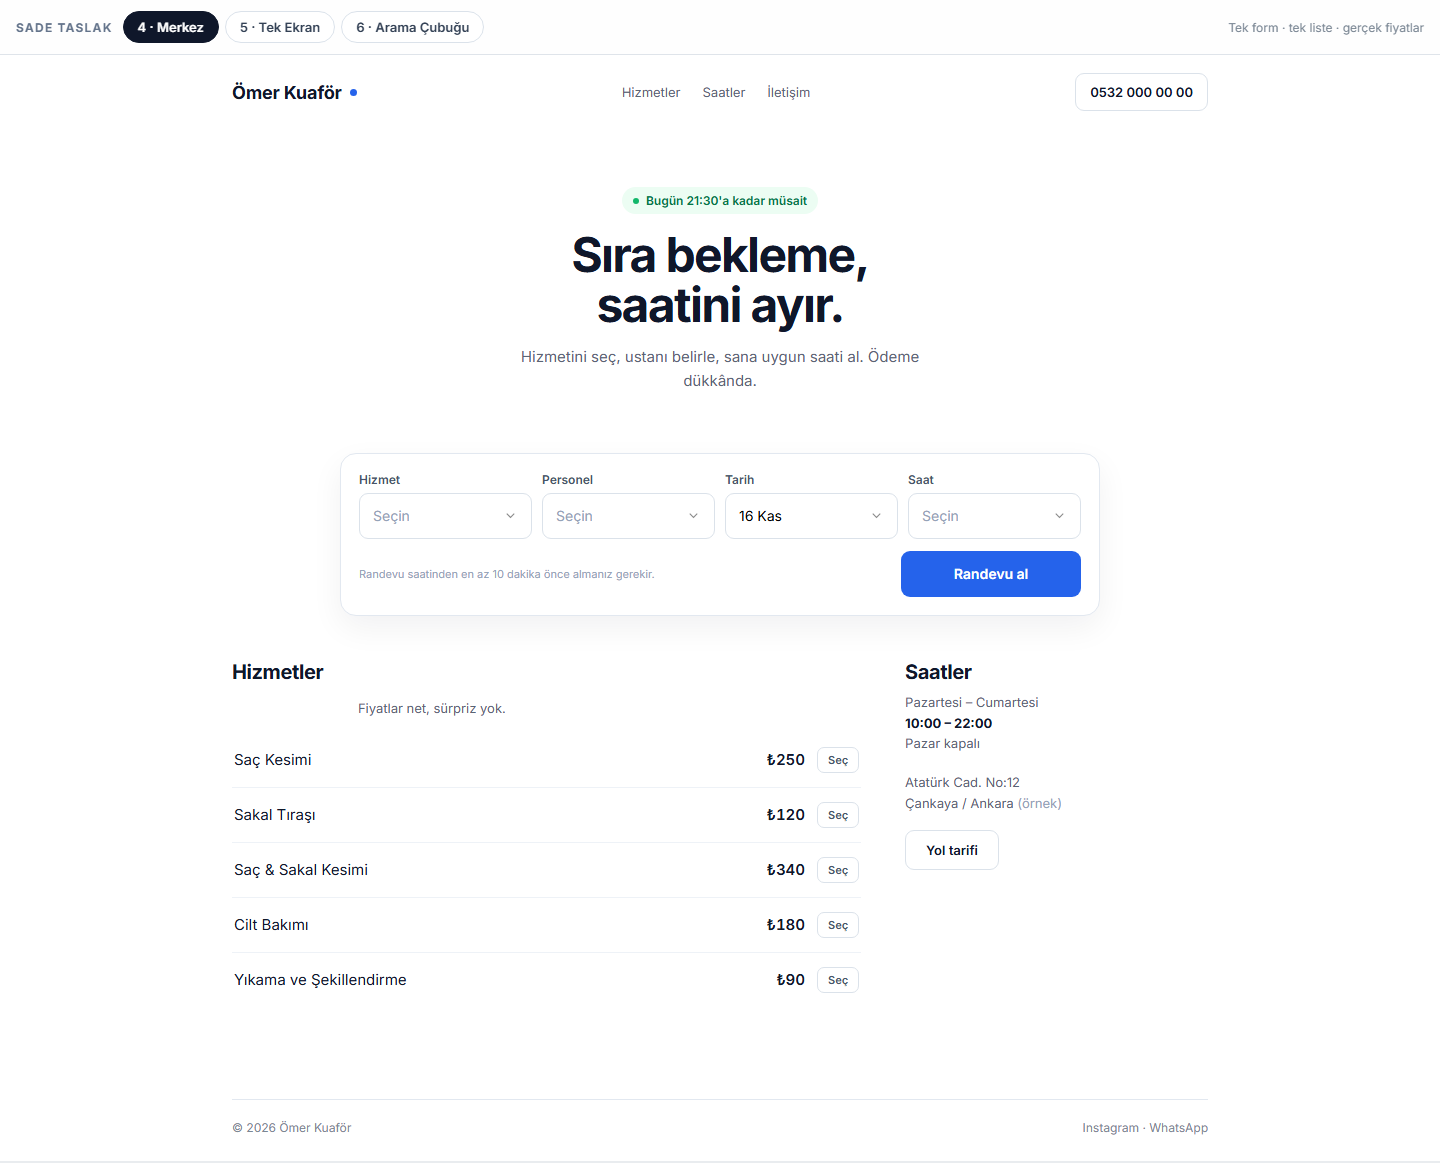 SADE TASLAK
4 · Merkez
5 · Tek Ekran
6 · Arama Çubuğu
Tek form · tek liste · gerçek fiyatlar
Ömer Kuaför
Hizmetler
Saatler
İletişim
0532 000 00 00
Bugün 21:30'a kadar müsait
Sıra bekleme,
saatini ayır.
Hizmetini seç, ustanı belirle, sana uygun saati al. Ödeme
dükkânda.
Hizmet
Personel
Tarih
Saat
Seçin
Seçin
16 Kas
Seçin
Randevu saatinden en az 10 dakika önce almanız gerekir.
Randevu al
Hizmetler
Fiyatlar net, sürpriz yok.
Saç Kesimi ₺250 Seç
Sakal Tıraşı ₺120 Seç
Saç & Sakal Kesimi ₺340 Seç
Cilt Bakımı ₺180 Seç
Yıkama ve Şekillendirme ₺90 Seç
Saatler
Pazartesi – Cumartesi
10:00 – 22:00
Pazar kapalı
Atatürk Cad. No:12
Çankaya / Ankara (örnek)
Yol tarifi
© 2026 Ömer Kuaför
Instagram · WhatsApp